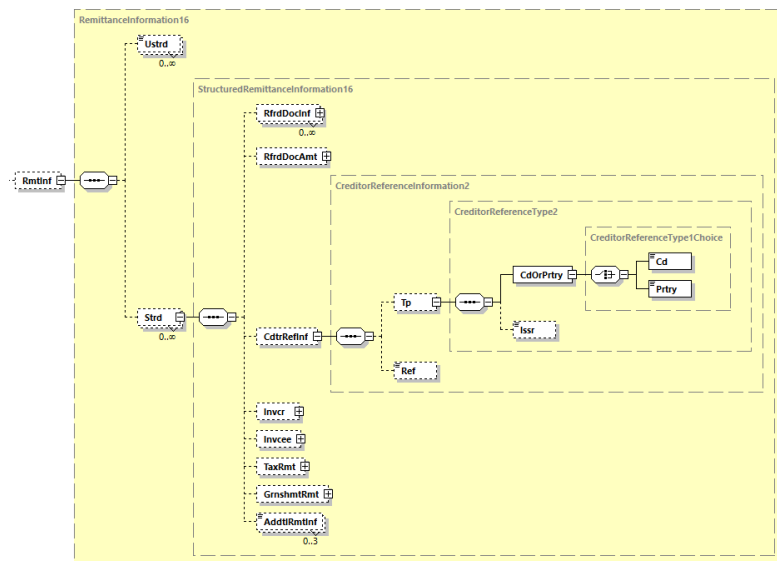 RemittanceInformation16
Ustrd
0..∞
StructuredRemittanceInformation16
RfrdDocInf
0..∞
RfrdDocAmt
RmtInf
CreditorReferenceInformation2
CreditorReferenceType2
CreditorReferenceType1Choice
Cd
CdOrPrtry
Prtry
Tp
Strd
0..∞
Issr
CdtrRefInf
Ref
Invcr
Invcee
TaxRmt
GrnshmtRmt
AddtlRmtInf
0..3